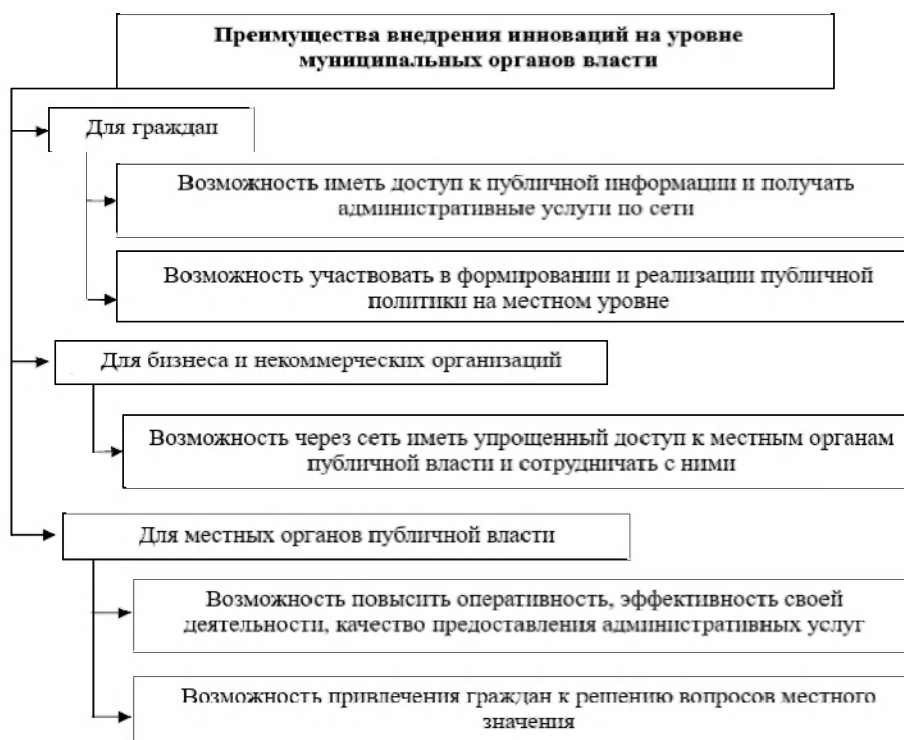 Преимущества внедрения инноваций на уровне
муниципальных органов власти
Для граждан
Возможность иметь доступ к публичной информации и получать
административные услуги по сети
Возможность участвовать в формировании и реализации публичной
политики на местном уровне
Для бизнеса и некоммерческих организаций
Возможность через сеть иметь упрощенный доступ к местным органам
публичной власти и сотрудничать с ними
Для местных органов публичной власти
Возможность повысить оперативность, эффективность своей
деятельности, качество предоставления административных услуг
Возможность привлечения граждан к решению вопросов местного
значения